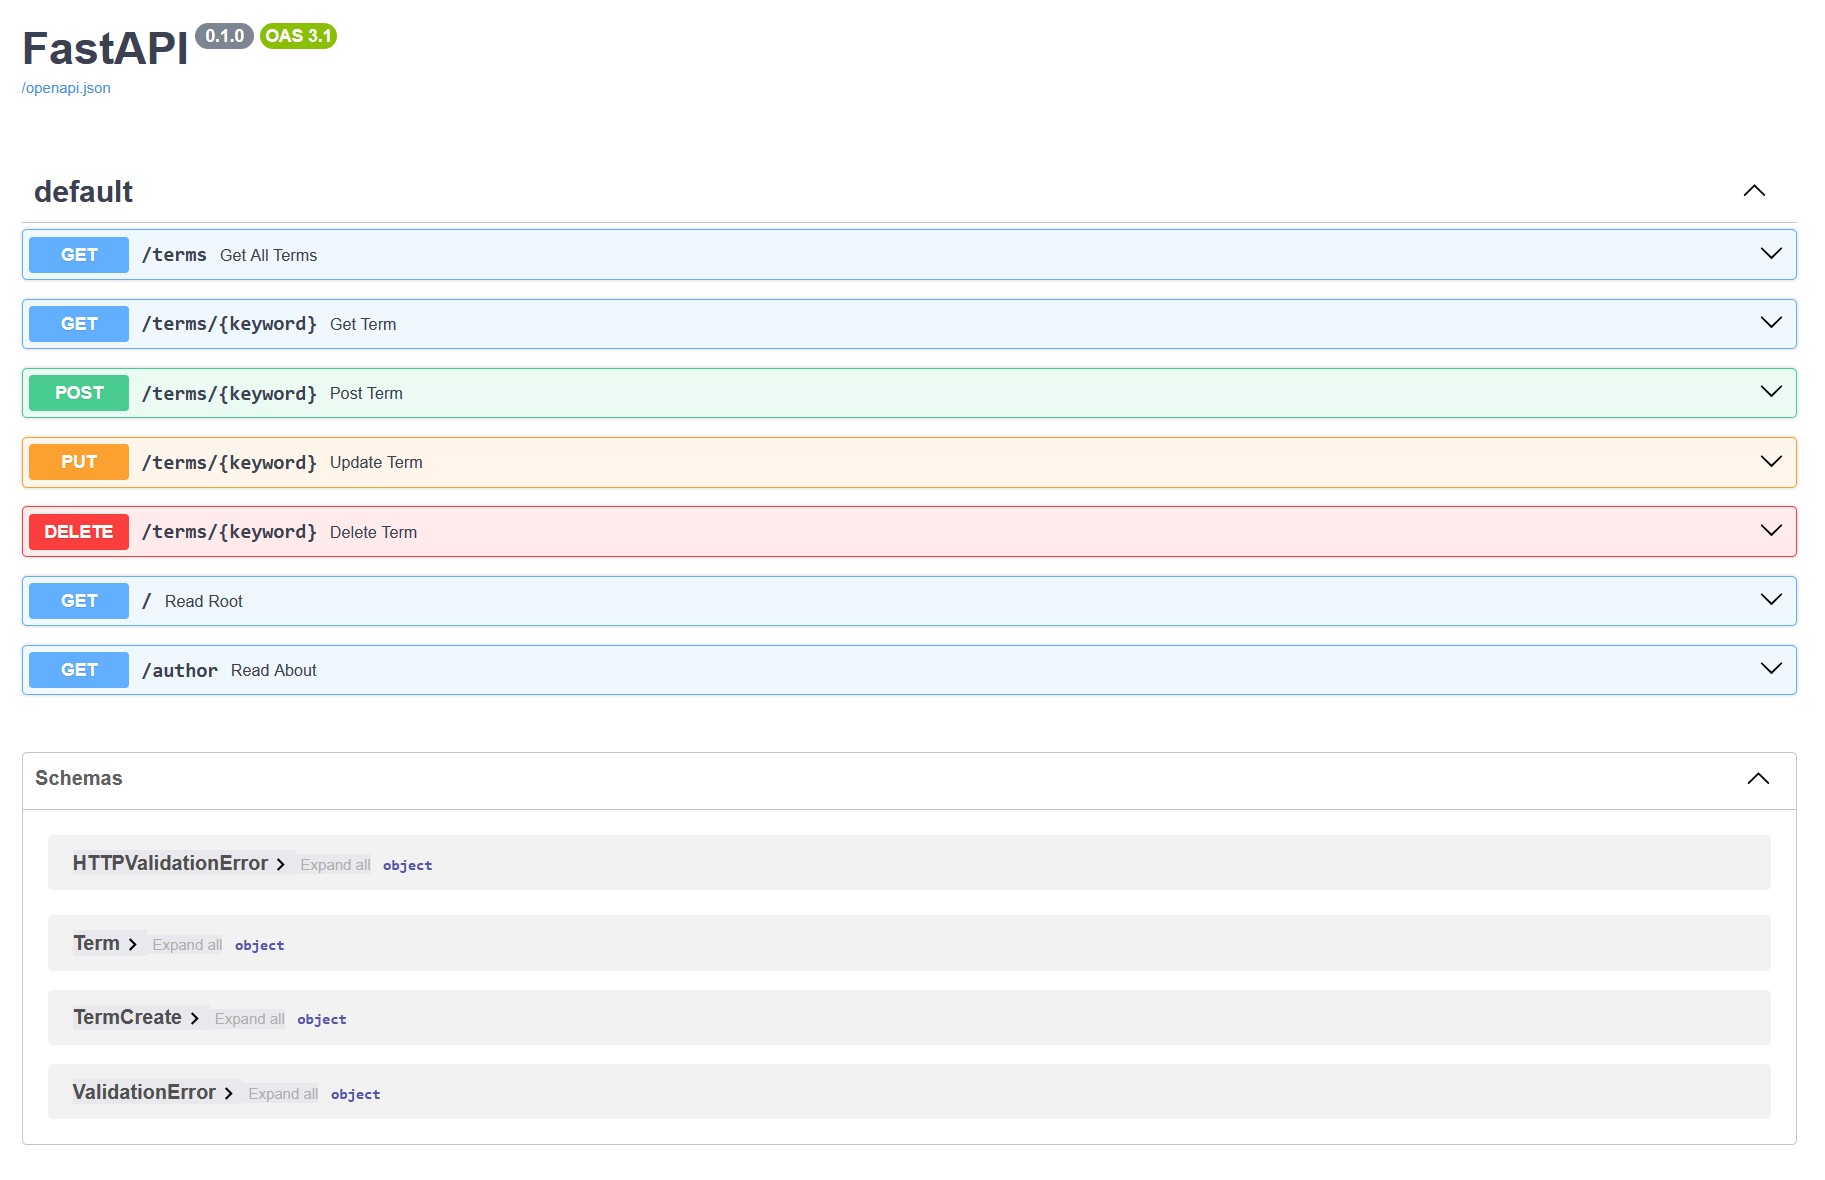 FastAPI 0.1.0 OAS 3.1
/openapi.json
default
GET /terms Get All Terms
GET /terms/{keyword} Get Term
POST /terms/{keyword} Post Term
PUT /terms/{keyword} Update Term
DELETE /terms/{keyword} Delete Term
GET / Read Root
GET /author Read About
Schemas
HTTPValidationError Expand all object
Term Expand all object
TermCreate Expand all object
ValidationError Expand all object